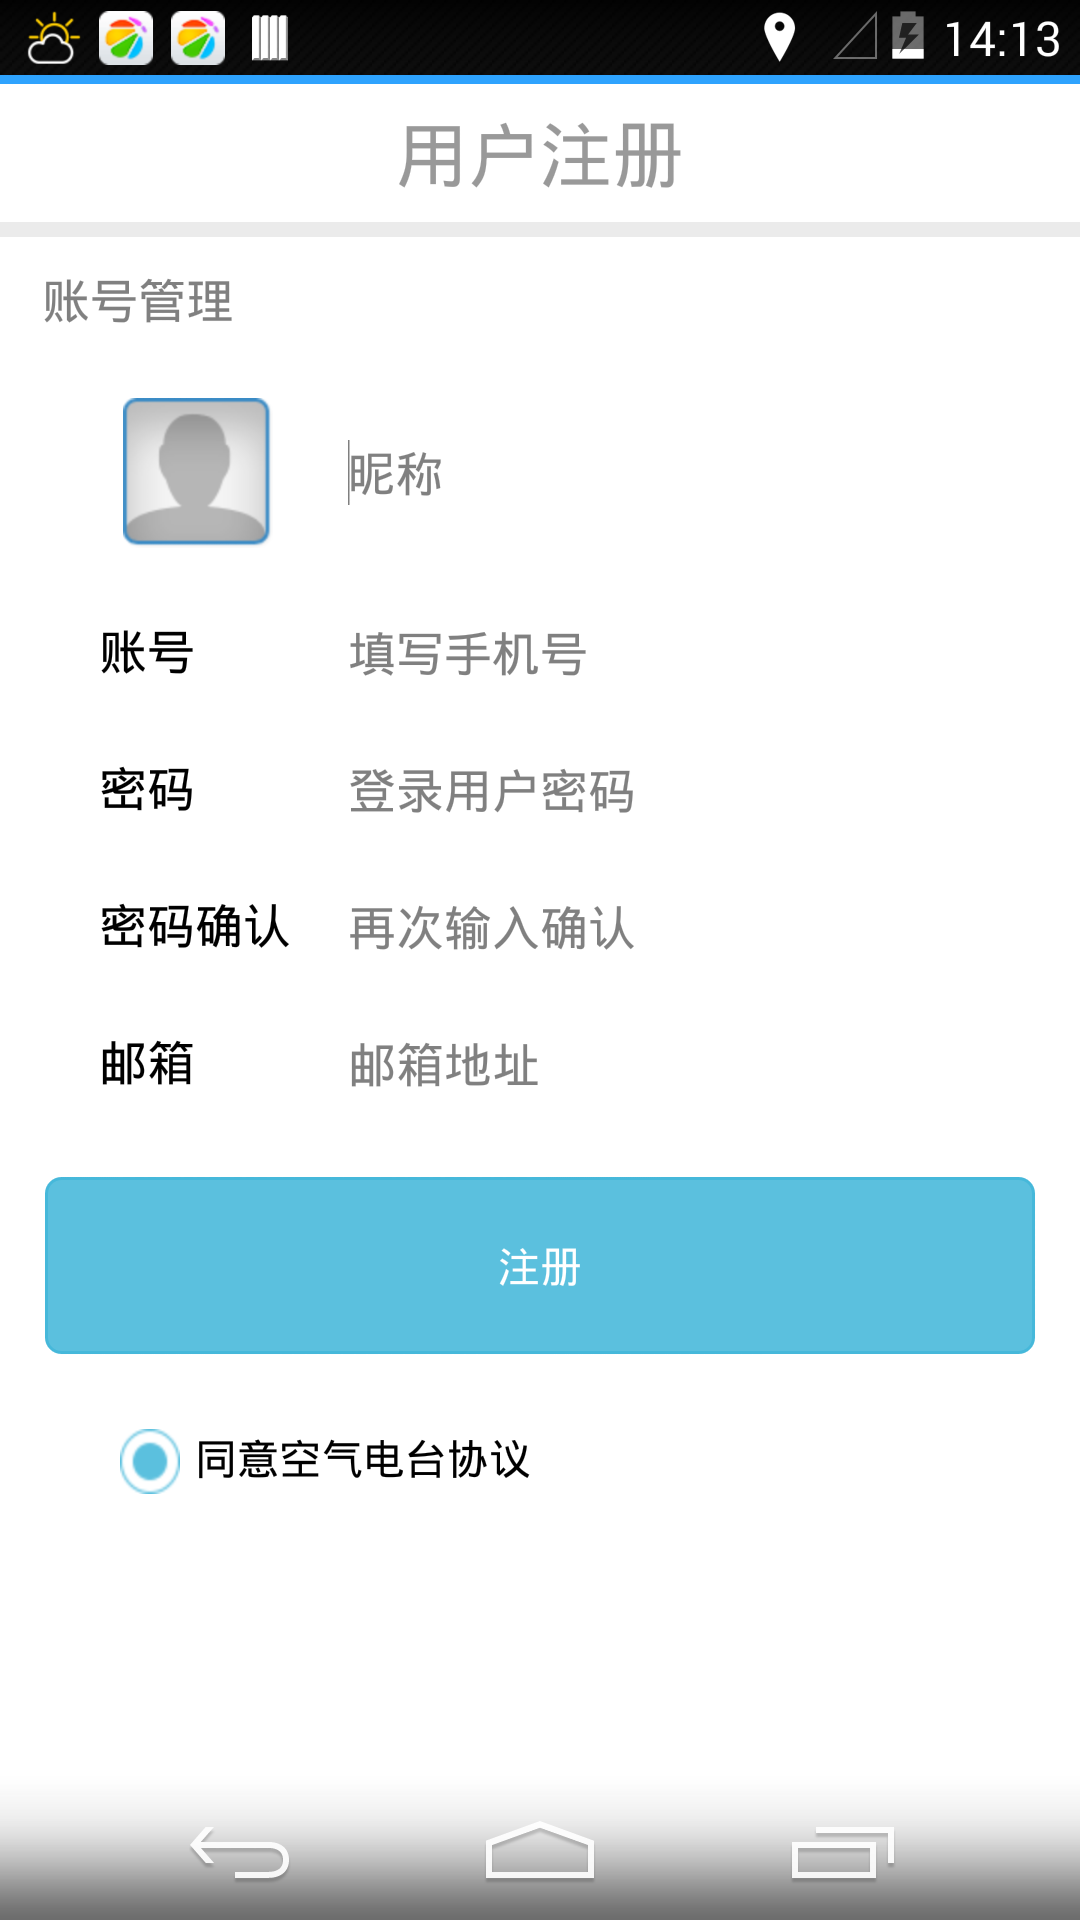 14:13
用户注册
账号管理
昵称
账号 填写手机号
密码 登录用户密码
密码确认 再次输入确认
邮箱 邮箱地址
注册
同意空气电台协议